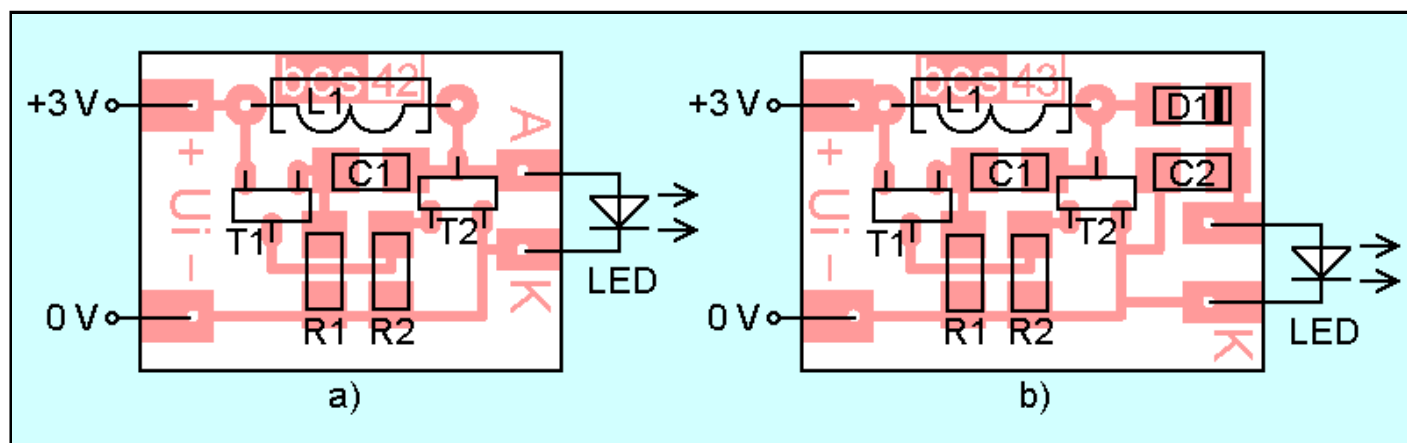 bcs 42
+3 V
L1
A
+
C1
Ui
T1
T2
LED
−
K
0 V
R1 R2
a)
bcs 43
+3 V
L1
D1
+
C1
C2
Ui
T1
T2
LED
−
0 V
R1 R2
K
b)